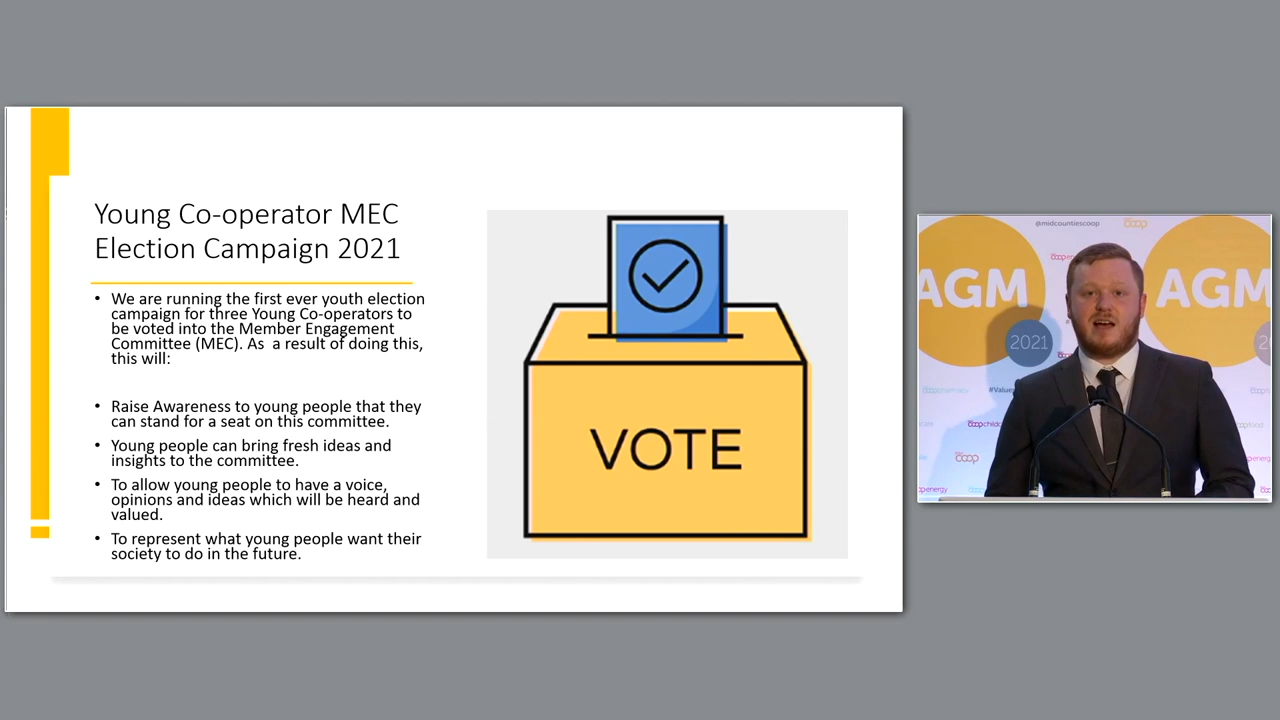 Young Co-operator MEC
Election Campaign 2021
• We are running the first ever youth election
campaign for three Young Co-operators to
be voted into the Member Engagement
Committee (MEC). As a result of doing this,
this will:
• Raise Awareness to young people that they
can stand for a seat on this committee.
• Young people can bring fresh ideas and
insights to the committee.
• To allow young people to have a voice,
opinions and ideas which will be heard and
valued.
• To represent what young people want their
society to do in the future.
VOTE
@midcountiescoop
coop
AGM
AGM
2021
2
#Value
coop
energy